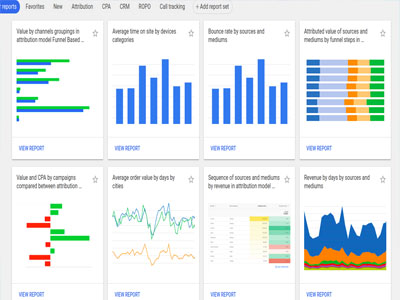 reports Favorites New Attribution CPA CRM ROPO Call tracking + Add report set
Value by channels groupings in
attribution model Funnel Based ...
Average time on site by devices
categories
Bounce rate by sources and
mediums
Attributed value of sources and
mediums by funnel steps in ...
VIEW REPORT VIEW REPORT VIEW REPORT VIEW REPORT
Value and CPA by campaigns
compared between attribution ...
Average order value by days by
cities
Sequence of sources and mediums
by revenue in attribution model ...
Revenue by days by sources and
mediums
VIEW REPORT VIEW REPORT VIEW REPORT VIEW REPORT